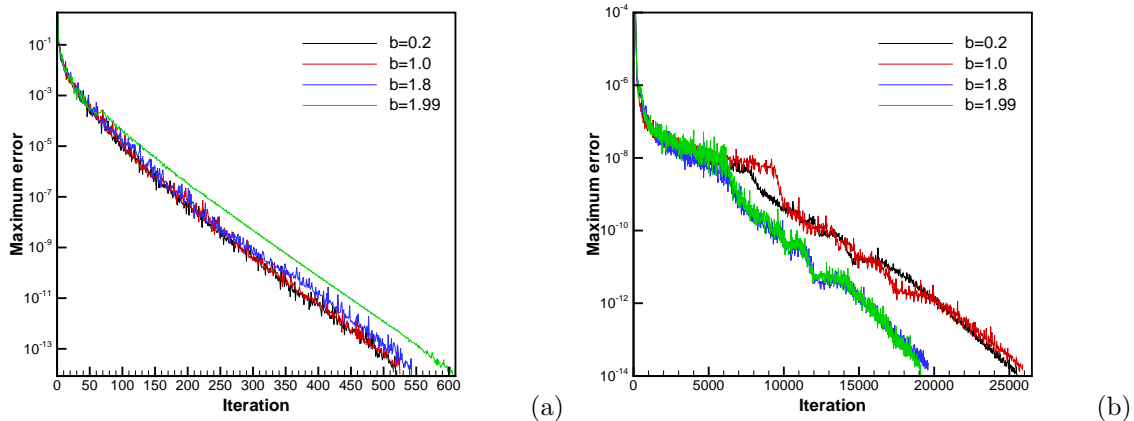 Maximum error
10^-1
10^-3
10^-5
10^-7
10^-9
10^-11
10^-13
0 50 100 150 200 250 300 350 400 450 500 550 600
Iteration
b=0.2
b=1.0
b=1.8
b=1.99
(a)
Maximum error
10^-4
10^-6
10^-8
10^-10
10^-12
10^-14
0 5000 10000 15000 20000 25000
Iteration
b=0.2
b=1.0
b=1.8
b=1.99
(b)